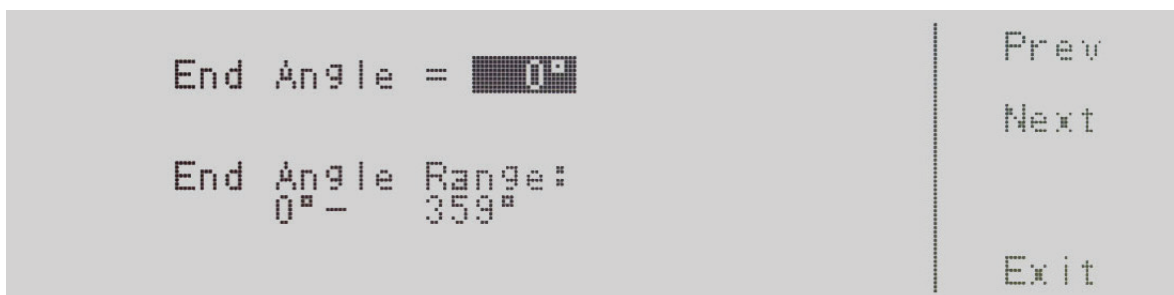 End Angle = 0°
End Angle Range:
0° - 359°
Prev
Next
Exit